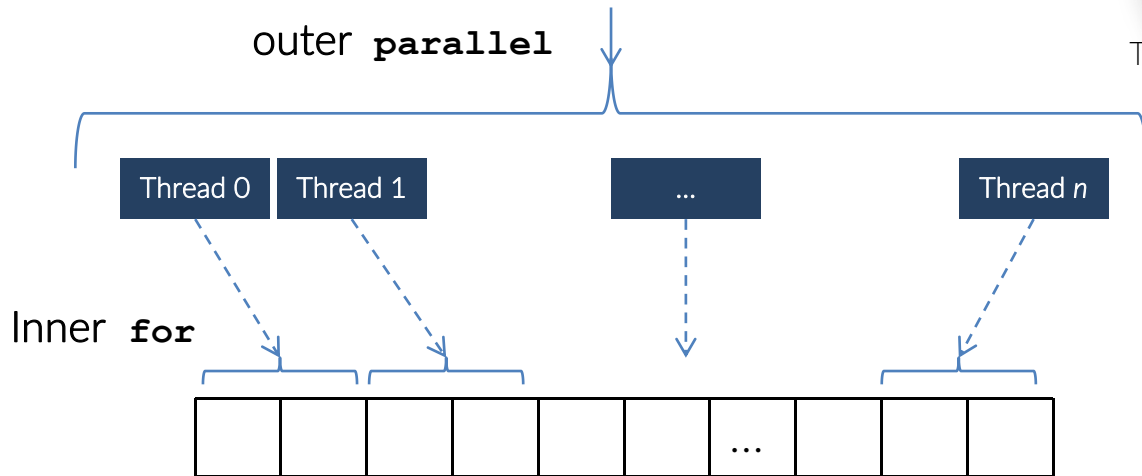 outer parallel
T
Thread 0 Thread 1 ... Thread n
Inner for
...